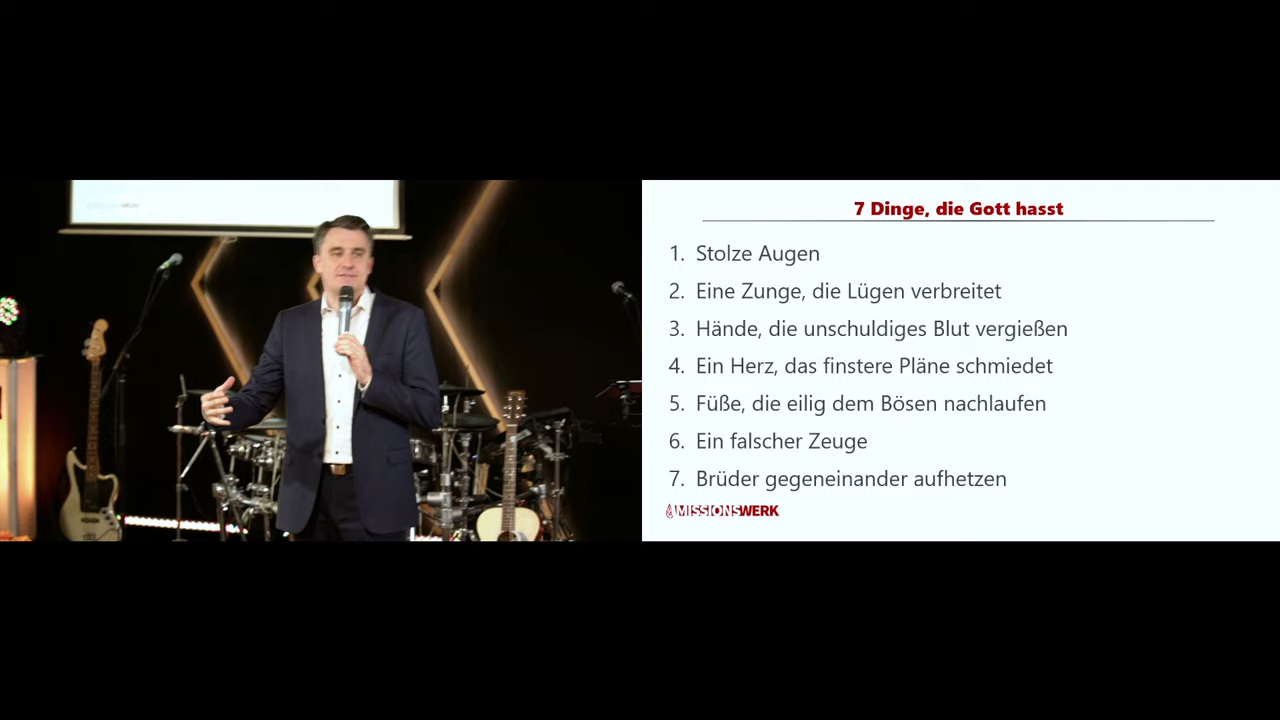 7 Dinge, die Gott hasst
1. Stolze Augen
2. Eine Zunge, die Lügen verbreitet
3. Hände, die unschuldiges Blut vergießen
4. Ein Herz, das finstere Pläne schmiedet
5. Füße, die eilig dem Bösen nachlaufen
6. Ein falscher Zeuge
7. Brüder gegeneinander aufhetzen
MISSIONSWERK